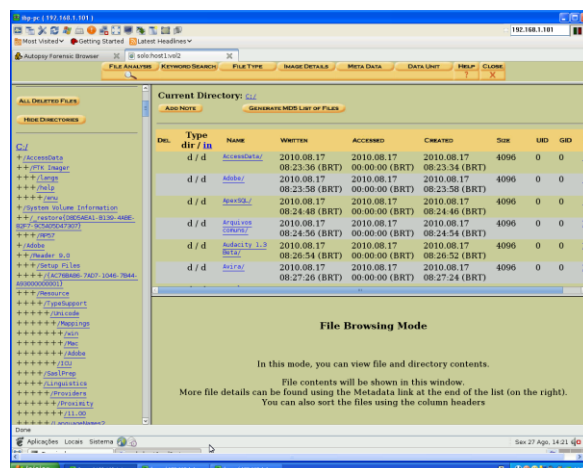 ibp-pc ( 192.168.1.101 )
192.168.1.101
Most Visited Getting Started Latest Headlines
Autopsy Forensic Browser solo:host1:vol2
FILE ANALYSIS KEYWORD SEARCH FILE TYPE IMAGE DETAILS META DATA DATA UNIT HELP CLOSE
? X
ALL DELETED FILES
HIDE DIRECTORIES
C:/
+/AccessData
++/FTK Imager
+++/langs
+++/help
++++/enu
+/System Volume Information
+++/RP57
+/Adobe
++/Reader 9.0
+++/Setup Files
+++/Resource
++++/TypeSupport
+++++/Unicode
++++++/Mappings
+++++++/win
+++++++/Mac
+++++++/Adobe
++++++/ICU
++++/SaslPrep
++++/Linguistics
+++++/Providers
++++++/Proximity
+++++++/11.00
Current Directory: C:/
ADD NOTE GENERATE MD5 LIST OF FILES
DEL Type dir / in NAME WRITTEN ACCESSED CREATED SIZE UID GID
d / d AccessData/ 2010.08.17 08:23:36 (BRT) 2010.08.17 00:00:00 (BRT) 2010.08.17 08:23:34 (BRT) 4096 0 0
d / d Adobe/ 2010.08.17 08:23:58 (BRT) 2010.08.17 00:00:00 (BRT) 2010.08.17 08:23:58 (BRT) 4096 0 0
d / d ApexSQL/ 2010.08.17 08:24:48 (BRT) 2010.08.17 00:00:00 (BRT) 2010.08.17 08:24:46 (BRT) 4096 0 0
d / d Arquivos comuns/ 2010.08.17 08:24:56 (BRT) 2010.08.17 00:00:00 (BRT) 2010.08.17 08:24:54 (BRT) 4096 0 0
d / d Audacity 1.3 Beta/ 2010.08.17 08:26:54 (BRT) 2010.08.17 00:00:00 (BRT) 2010.08.17 08:26:52 (BRT) 4096 0 0
d / d Avira/ 2010.08.17 08:27:26 (BRT) 2010.08.17 00:00:00 (BRT) 2010.08.17 08:27:24 (BRT) 4096 0 0
File Browsing Mode
In this mode, you can view file and directory contents.
File contents will be shown in this window.
More file details can be found using the Metadata link at the end of the list (on the right).
You can also sort the files using the column headers
Done
Aplicações Locais Sistema Sex 27 Ago, 14:21